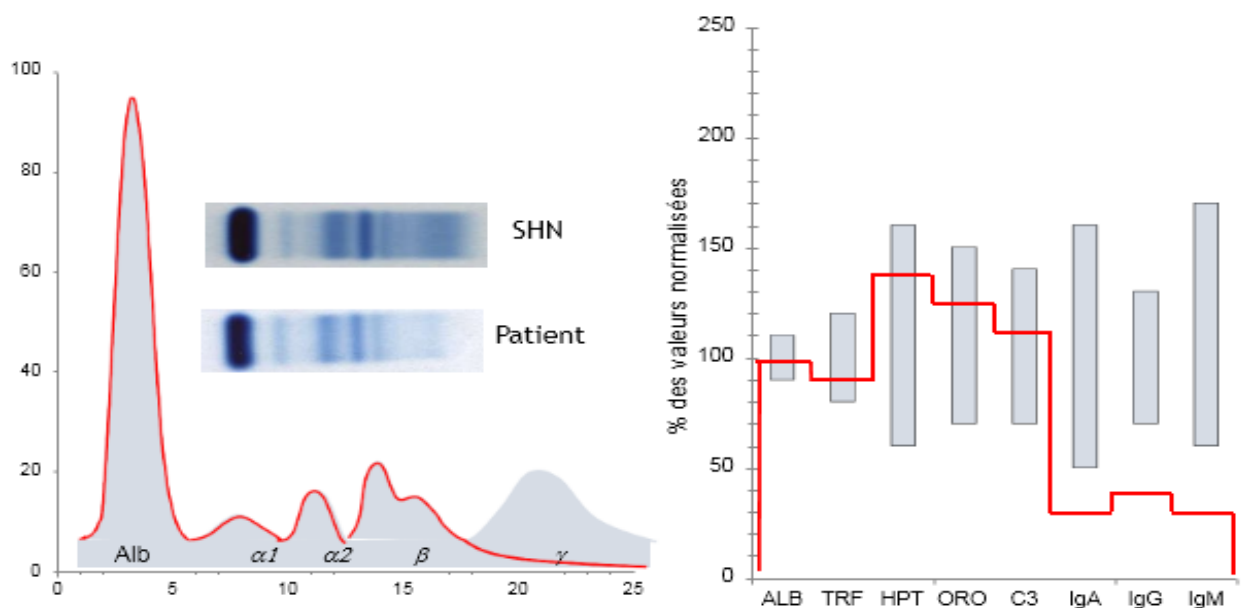 100
80
60
40
20
0
SHN
Patient
Alb α1 α2 β γ
0 5 10 15 20 25
% des valeurs normalisées
250
200
150
100
50
0
ALB TRF HPT ORO C3 IgA IgG IgM